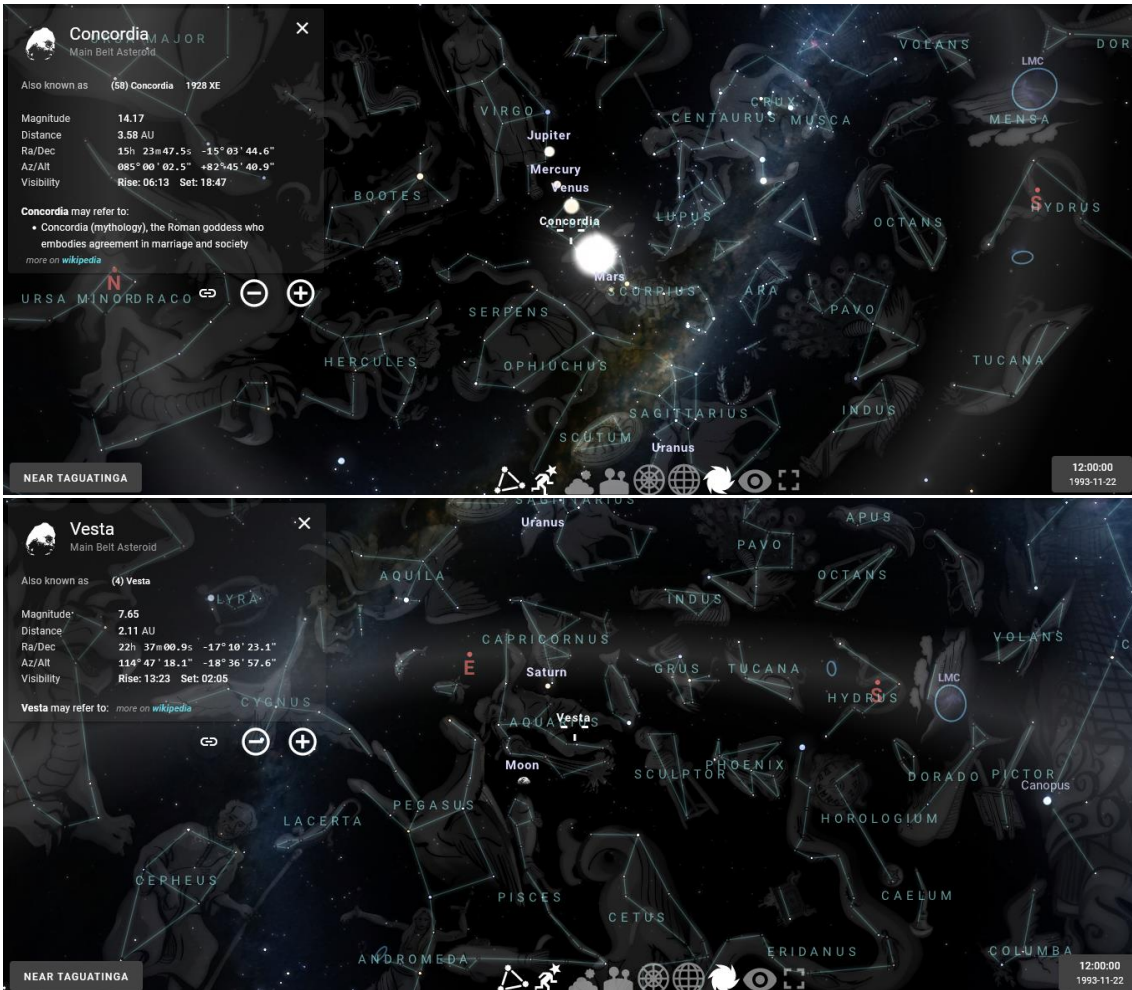 Concordia
URSA MAJOR
Main Belt Asteroid
Also known as (58) Concordia 1928 XE
Magnitude 14.17
Distance 3.58 AU
Ra/Dec 15h 23m47.5s -15°03'44.6"
Az/Alt 085°00'02.5" +82°45'40.9"
Visibility Rise: 06:13 Set: 18:47
Concordia may refer to:
• Concordia (mythology), the Roman goddess who
embodies agreement in marriage and society
more on wikipedia
N
URSA MINOR
DRACO
VOLANS
DOR
LMC
MENSA
VIRGO
CRUX
CENTAURUS
MUSCA
Jupiter
Mercury
Venus
BOOTES
Concordia
LUPUS
S
HYDRUS
OCTANS
Mars
SCORPIUS
ARA
SERPENS
PAVO
HERCULES
OPHIUCHUS
TUCANA
SAGITTARIUS
INDUS
SCUTUM
Uranus
NEAR TAGUATINGA
12:00:00
1993-11-22
Vesta
Main Belt Asteroid
Also known as (4) Vesta
Magnitude 7.65
Distance 2.11 AU
Ra/Dec 22h 37m00.9s -17°10'23.1"
Az/Alt 114°47'18.1" -18°36'57.6"
Visibility Rise: 13:23 Set: 02:05
Vesta may refer to: more on wikipedia
SAGITTARIUS
Uranus
APUS
PAVO
AQUILA
OCTANS
LYRA
INDUS
CAPRICORNUS
VOLANS
C
E
Saturn
GRUS
TUCANA
LMC
HYDRUS
S
CYGNUS
AQUARIUS
Vesta
Moon
SCULPTOR
PHOENIX
DORADO
PICTOR
Canopus
PEGASUS
LACERTA
HOROLOGIUM
CEPHEUS
PISCES
CAELUM
CETUS
ANDROMEDA
ERIDANUS
COLUMBA
NEAR TAGUATINGA
12:00:00
1993-11-22